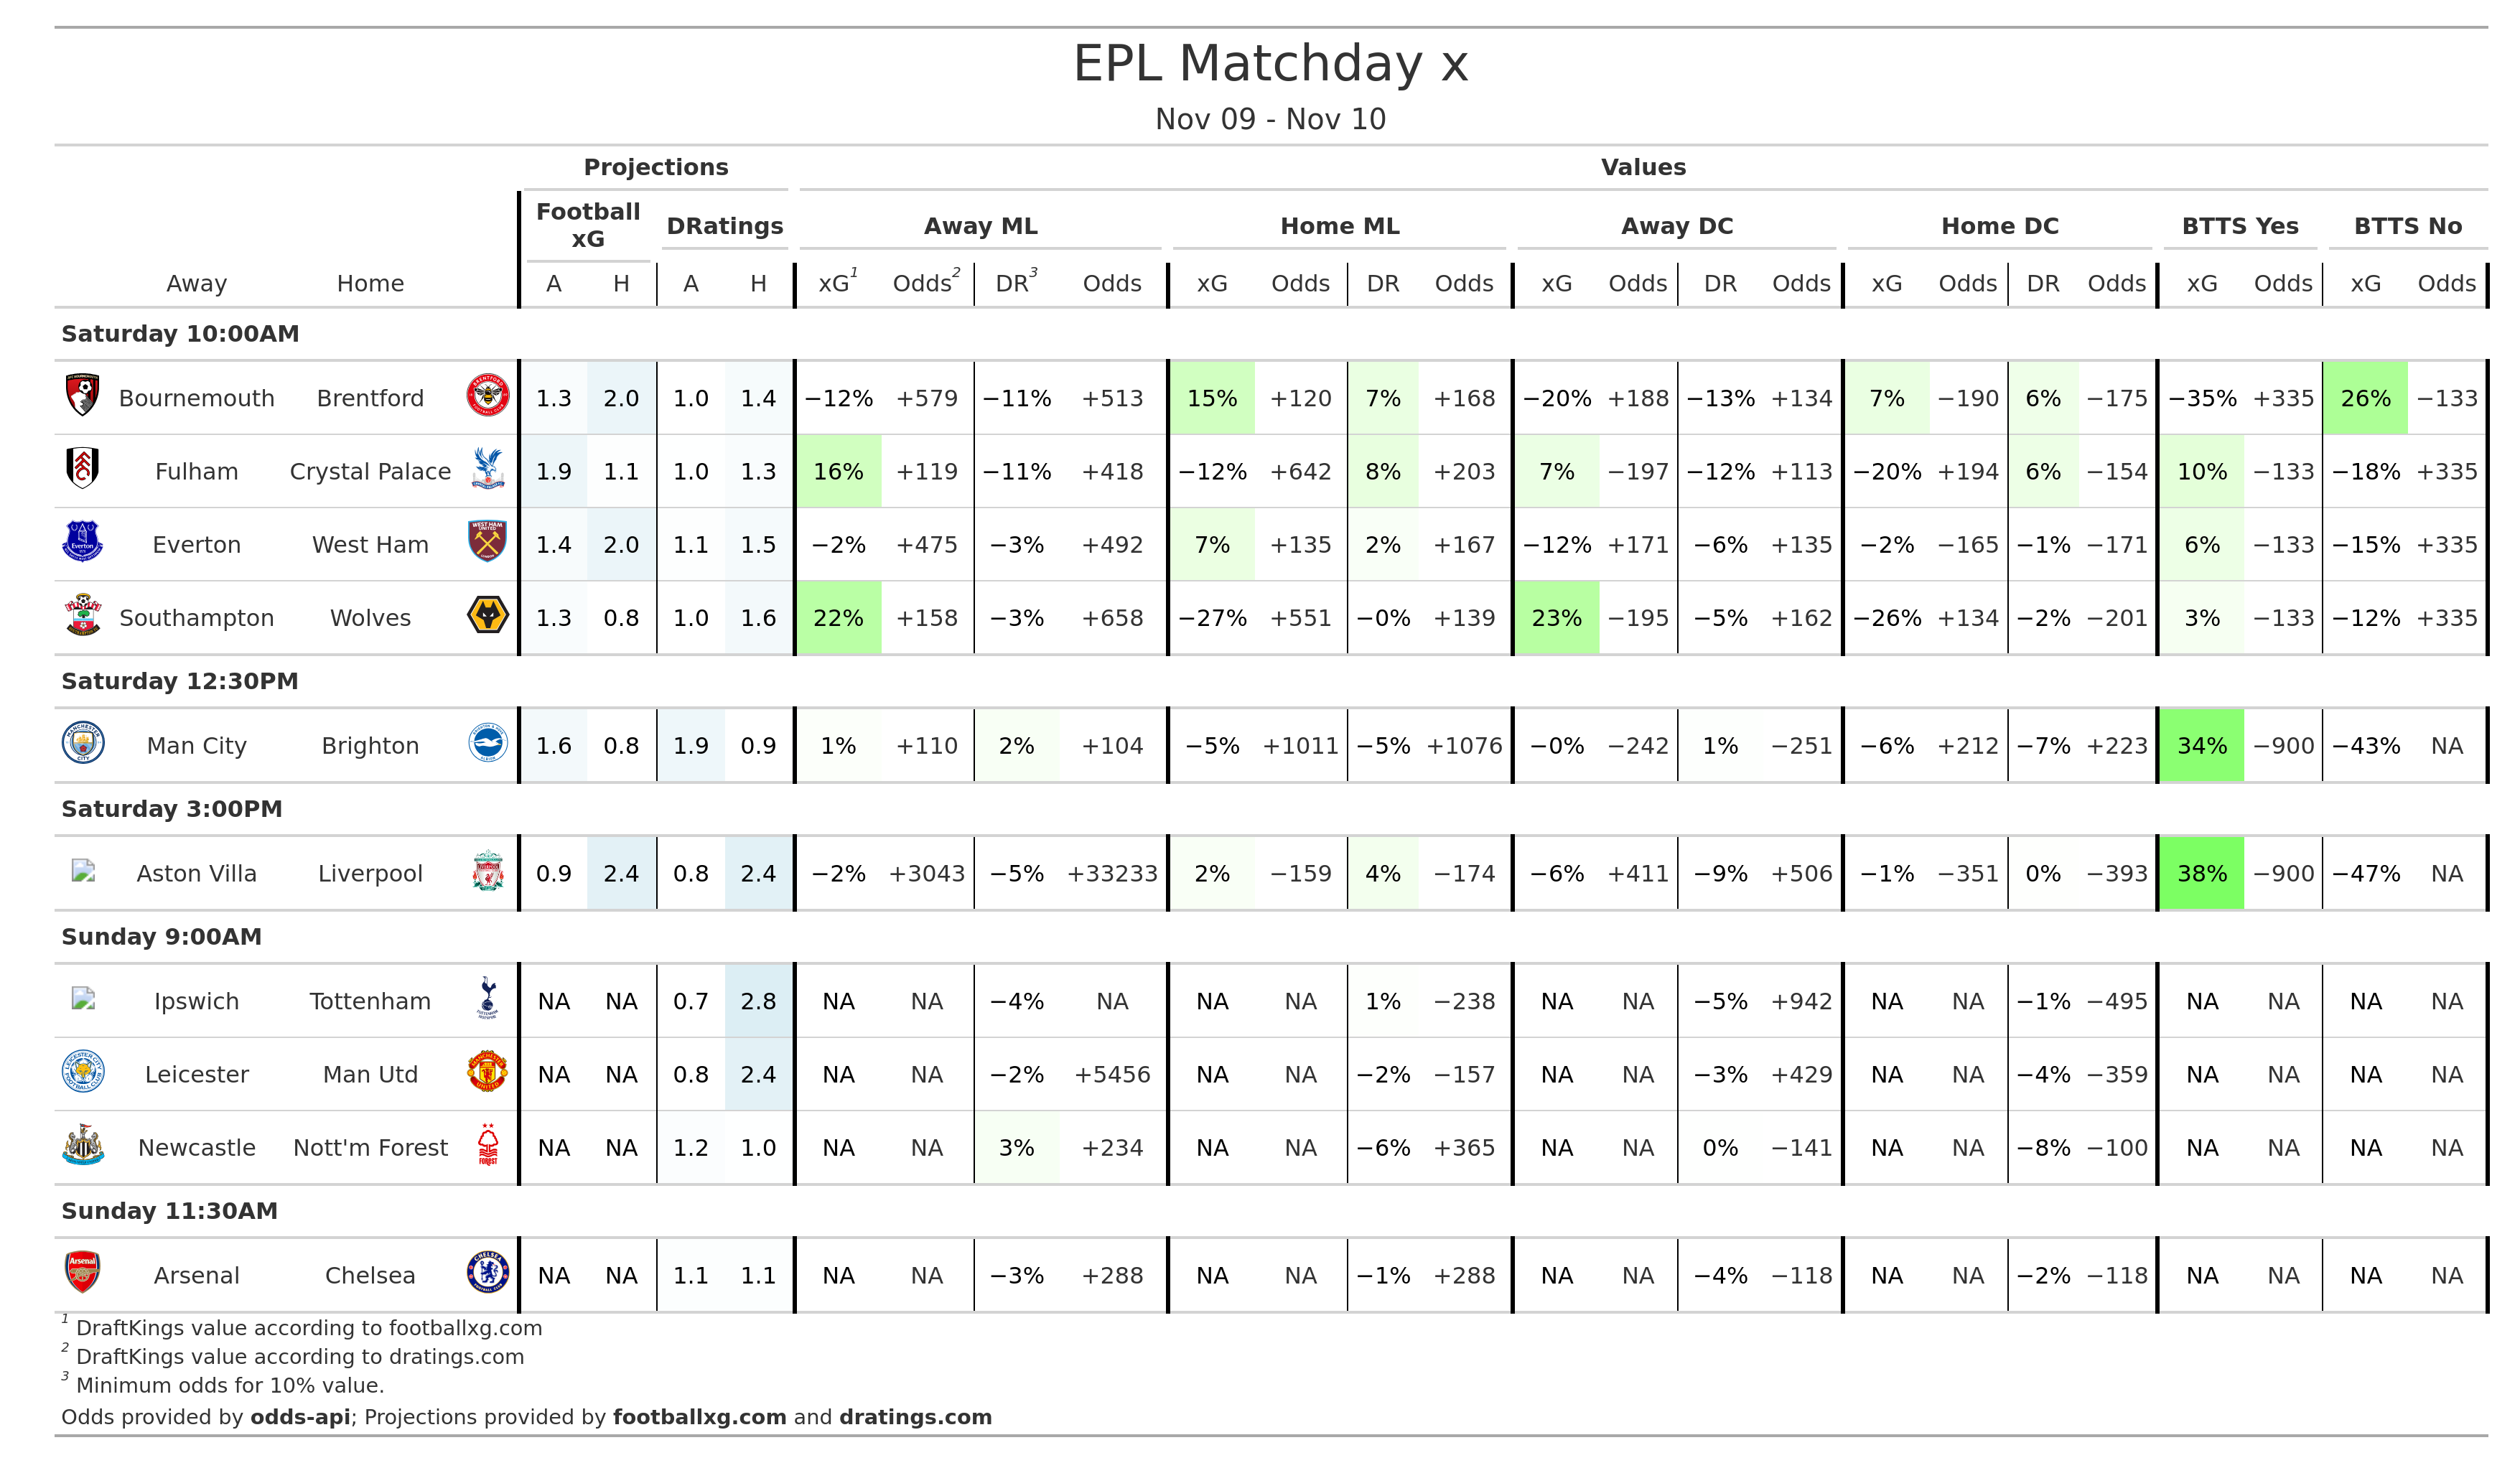 EPL Matchday x
Nov 09 - Nov 10
Projections Values
Football xG DRatings Away ML Home ML Away DC Home DC BTTS Yes BTTS No
Away Home A H A H xG1 Odds2 DR3 Odds xG Odds DR Odds xG Odds DR Odds xG Odds DR Odds xG Odds xG Odds
Saturday 10:00AM
Bournemouth Brentford 1.3 2.0 1.0 1.4 −12% +579 −11% +513 15% +120 7% +168 −20% +188 −13% +134 7% −190 6% −175 −35% +335 26% −133
Fulham Crystal Palace 1.9 1.1 1.0 1.3 16% +119 −11% +418 −12% +642 8% +203 7% −197 −12% +113 −20% +194 6% −154 10% −133 −18% +335
Everton West Ham 1.4 2.0 1.1 1.5 −2% +475 −3% +492 7% +135 2% +167 −12% +171 −6% +135 −2% −165 −1% −171 6% −133 −15% +335
Southampton Wolves 1.3 0.8 1.0 1.6 22% +158 −3% +658 −27% +551 −0% +139 23% −195 −5% +162 −26% +134 −2% −201 3% −133 −12% +335
Saturday 12:30PM
Man City Brighton 1.6 0.8 1.9 0.9 1% +110 2% +104 −5% +1011 −5% +1076 −0% −242 1% −251 −6% +212 −7% +223 34% −900 −43% NA
Saturday 3:00PM
Aston Villa Liverpool 0.9 2.4 0.8 2.4 −2% +3043 −5% +33233 2% −159 4% −174 −6% +411 −9% +506 −1% −351 0% −393 38% −900 −47% NA
Sunday 9:00AM
Ipswich Tottenham NA NA 0.7 2.8 NA NA −4% NA NA NA 1% −238 NA NA −5% +942 NA NA −1% −495 NA NA NA NA
Leicester Man Utd NA NA 0.8 2.4 NA NA −2% +5456 NA NA −2% −157 NA NA −3% +429 NA NA −4% −359 NA NA NA NA
Newcastle Nott'm Forest NA NA 1.2 1.0 NA NA 3% +234 NA NA −6% +365 NA NA 0% −141 NA NA −8% −100 NA NA NA NA
Sunday 11:30AM
Arsenal Chelsea NA NA 1.1 1.1 NA NA −3% +288 NA NA −1% +288 NA NA −4% −118 NA NA −2% −118 NA NA NA NA
1 DraftKings value according to footballxg.com
2 DraftKings value according to dratings.com
3 Minimum odds for 10% value.
Odds provided by odds-api; Projections provided by footballxg.com and dratings.com